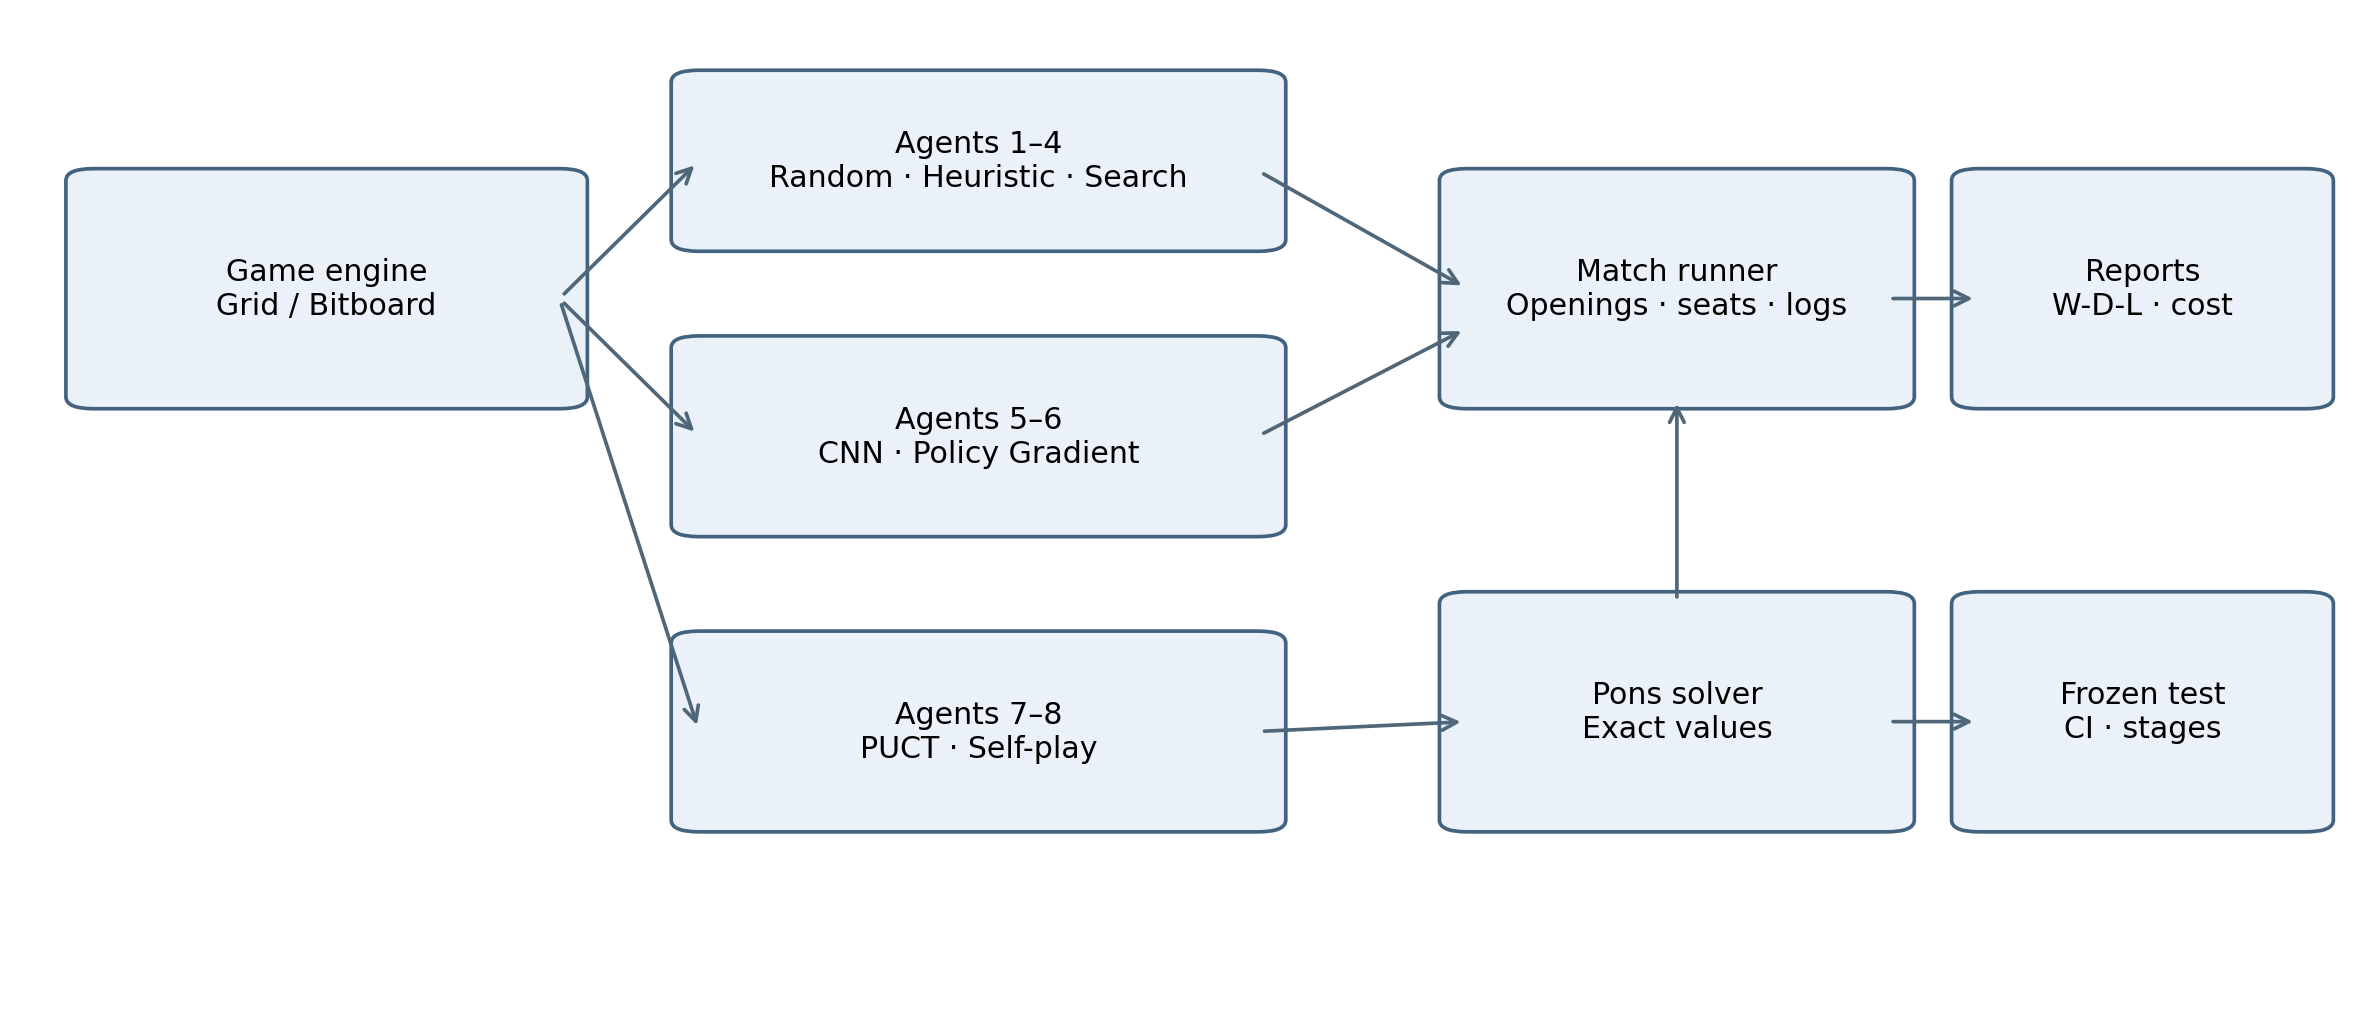 Game engine
Grid / Bitboard
Agents 1–4
Random · Heuristic · Search
Agents 5–6
CNN · Policy Gradient
Agents 7–8
PUCT · Self-play
Match runner
Openings · seats · logs
Reports
W-D-L · cost
Pons solver
Exact values
Frozen test
CI · stages